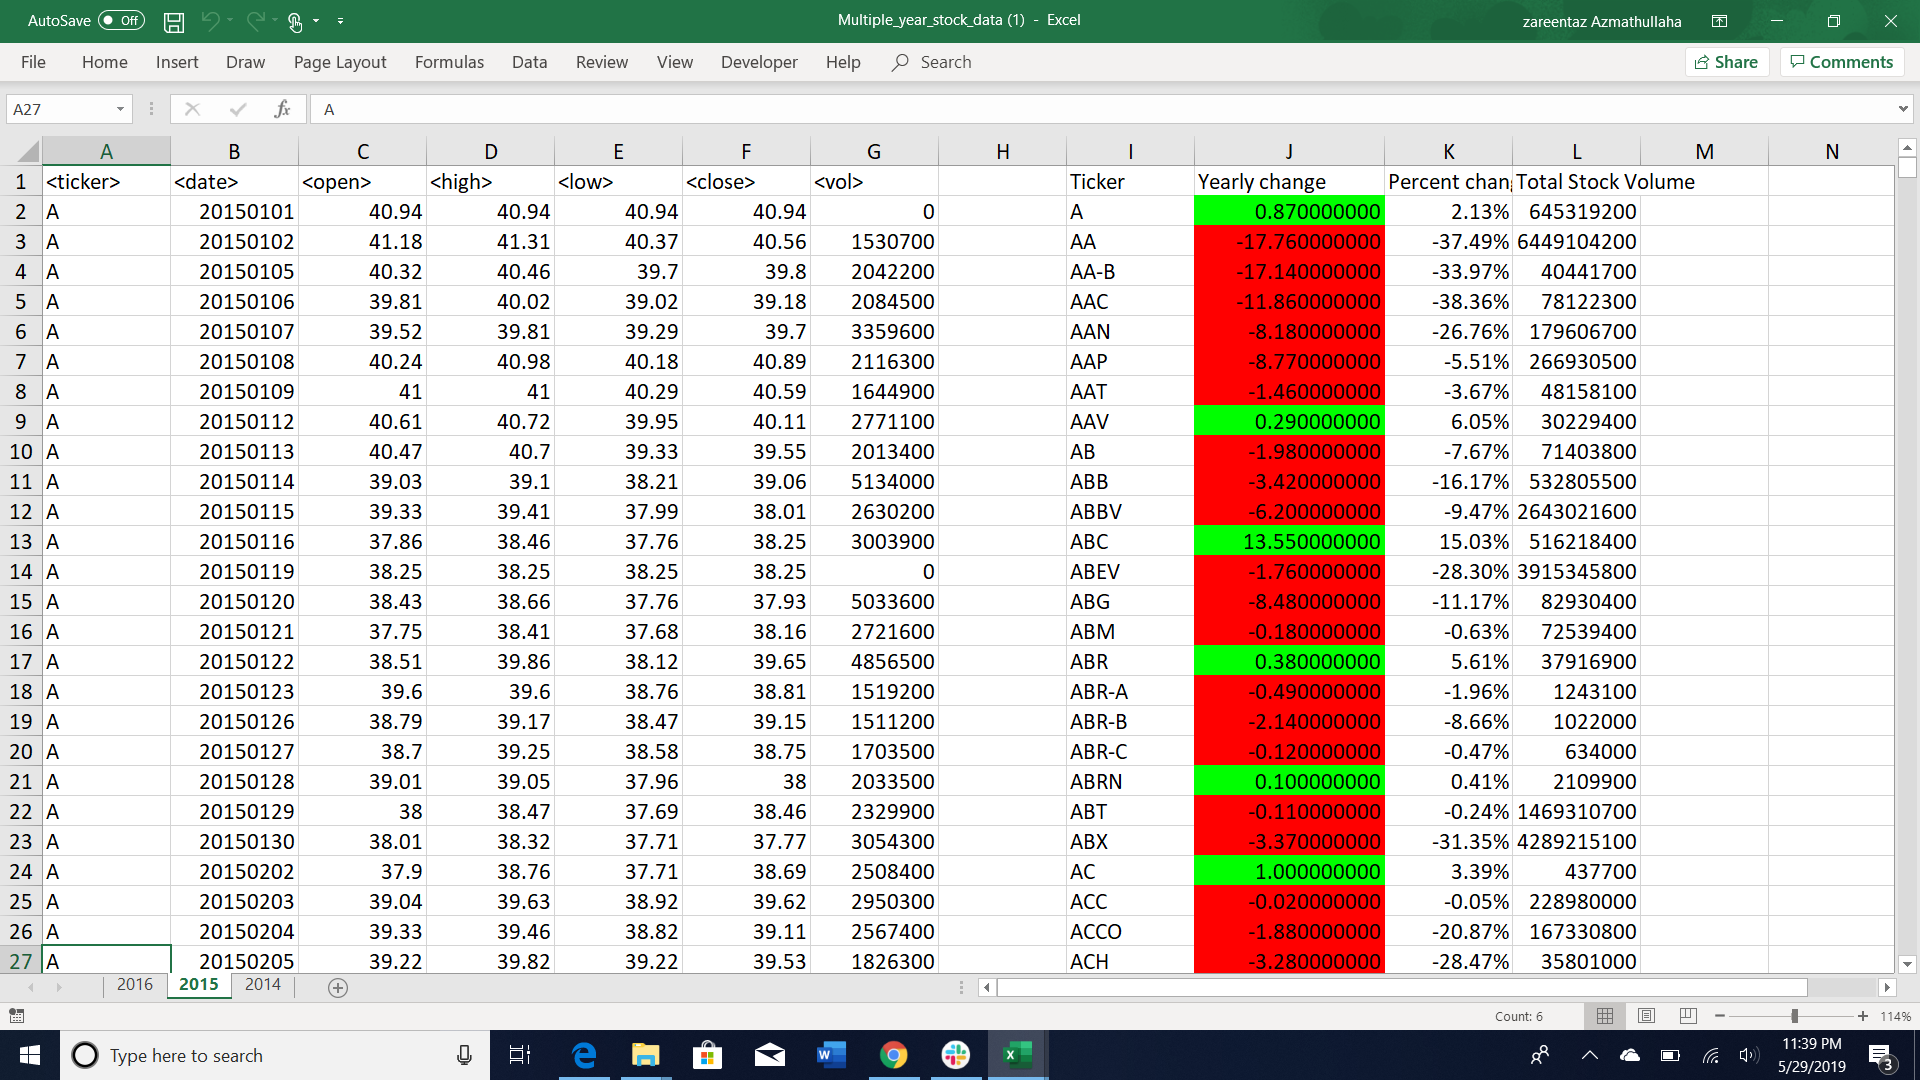 AutoSave Off Multiple_year_stock_data (1) - Excel zareentaz Azmathullaha
File Home Insert Draw Page Layout Formulas Data Review View Developer Help Search Share Comments
A27 fx A
A B C D E F G H I J K L M N
1 <ticker> <date> <open> <high> <low> <close> <vol> Ticker Yearly change Percent chan Total Stock Volume
2 A 20150101 40.94 40.94 40.94 40.94 0 A 0.870000000 2.13% 645319200
3 A 20150102 41.18 41.31 40.37 40.56 1530700 AA -17.760000000 -37.49% 6449104200
4 A 20150105 40.32 40.46 39.7 39.8 2042200 AA-B -17.140000000 -33.97% 40441700
5 A 20150106 39.81 40.02 39.02 39.18 2084500 AAC -11.860000000 -38.36% 78122300
6 A 20150107 39.52 39.81 39.29 39.7 3359600 AAN -8.180000000 -26.76% 179606700
7 A 20150108 40.24 40.98 40.18 40.89 2116300 AAP -8.770000000 -5.51% 266930500
8 A 20150109 41 41 40.29 40.59 1644900 AAT -1.460000000 -3.67% 48158100
9 A 20150112 40.61 40.72 39.95 40.11 2771100 AAV 0.290000000 6.05% 30229400
10 A 20150113 40.47 40.7 39.33 39.55 2013400 AB -1.980000000 -7.67% 71403800
11 A 20150114 39.03 39.1 38.21 39.06 5134000 ABB -3.420000000 -16.17% 532805500
12 A 20150115 39.33 39.41 37.99 38.01 2630200 ABBV -6.200000000 -9.47% 2643021600
13 A 20150116 37.86 38.46 37.76 38.25 3003900 ABC 13.550000000 15.03% 516218400
14 A 20150119 38.25 38.25 38.25 38.25 0 ABEV -1.760000000 -28.30% 3915345800
15 A 20150120 38.43 38.66 37.76 37.93 5033600 ABG -8.480000000 -11.17% 82930400
16 A 20150121 37.75 38.41 37.68 38.16 2721600 ABM -0.180000000 -0.63% 72539400
17 A 20150122 38.51 39.86 38.12 39.65 4856500 ABR 0.380000000 5.61% 37916900
18 A 20150123 39.6 39.6 38.76 38.81 1519200 ABR-A -0.490000000 -1.96% 1243100
19 A 20150126 38.79 39.17 38.47 39.15 1511200 ABR-B -2.140000000 -8.66% 1022000
20 A 20150127 38.7 39.25 38.58 38.75 1703500 ABR-C -0.120000000 -0.47% 634000
21 A 20150128 39.01 39.05 37.96 38 2033500 ABRN 0.100000000 0.41% 2109900
22 A 20150129 38 38.47 37.69 38.46 2329900 ABT -0.110000000 -0.24% 1469310700
23 A 20150130 38.01 38.32 37.71 37.77 3054300 ABX -3.370000000 -31.35% 4289215100
24 A 20150202 37.9 38.76 37.71 38.69 2508400 AC 1.000000000 3.39% 437700
25 A 20150203 39.04 39.63 38.92 39.62 2950300 ACC -0.020000000 -0.05% 228980000
26 A 20150204 39.33 39.46 38.82 39.11 2567400 ACCO -1.880000000 -20.87% 167330800
27 A 20150205 39.22 39.82 39.22 39.53 1826300 ACH -3.280000000 -28.47% 35801000
2016 2015 2014
Count: 6 114%
Type here to search 11:39 PM
5/29/2019 3